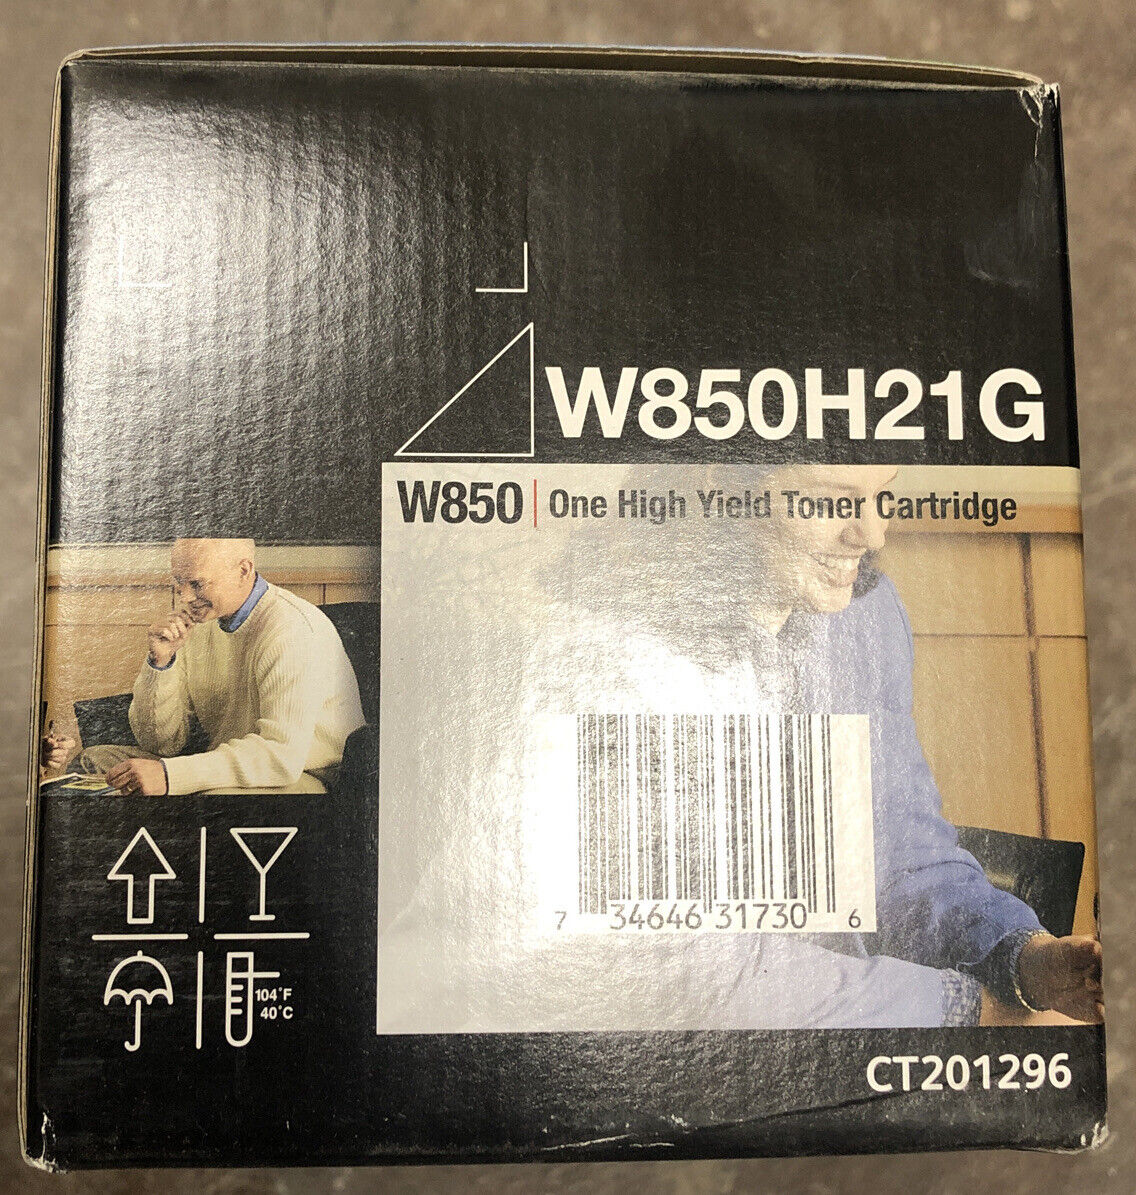 W850H21G
W850 | One High Yield Toner Cartridge
7 34646 31730 6
104°F
40°C
CT201296